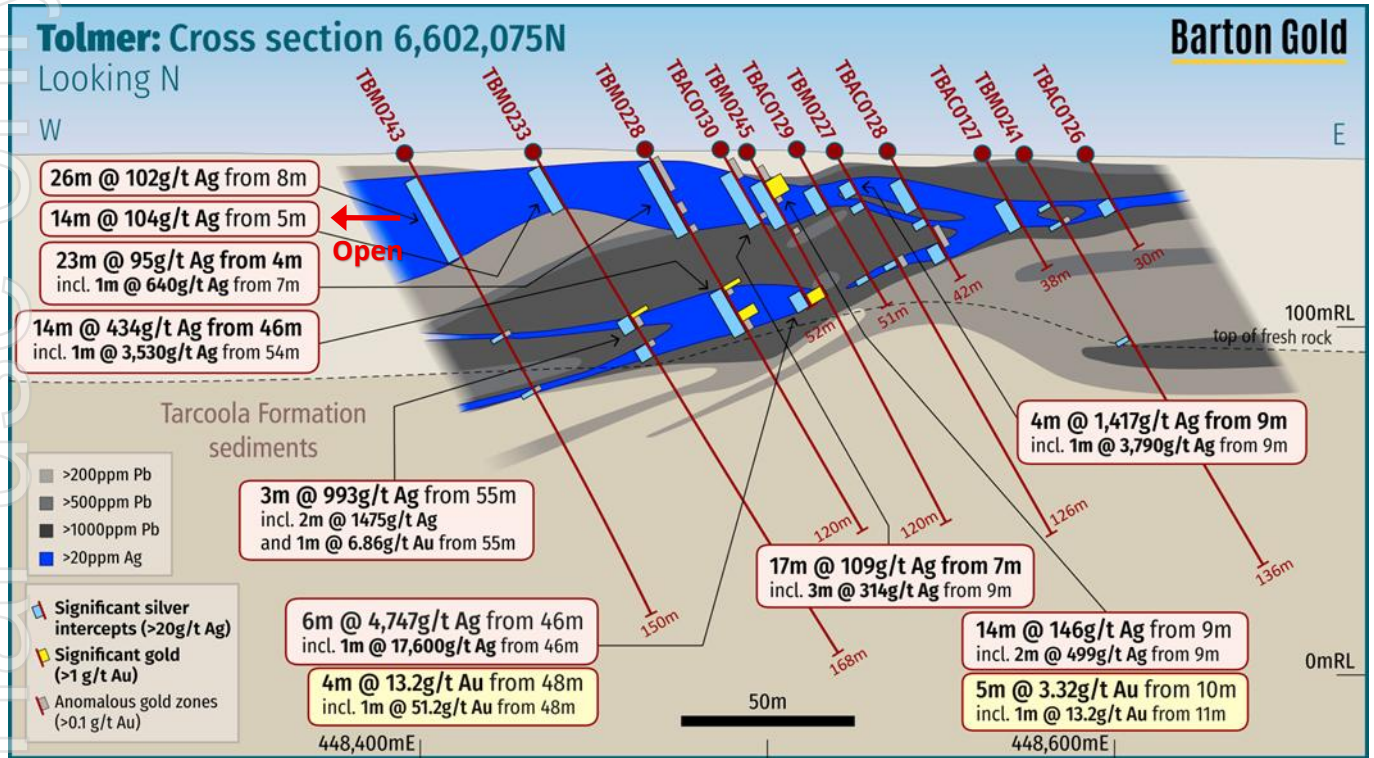 Tolmer: Cross section 6,602,075N
Looking N
Barton Gold
W
E
TBM0243
TBM0233
TBM0228
TBAC0130
TBM0245
TBAC0129
TBM0227
TBAC0128
TBAC0127
TBM0241
TBAC0126
26m @ 102g/t Ag from 8m
14m @ 104g/t Ag from 5m
Open
23m @ 95g/t Ag from 4m
incl. 1m @ 640g/t Ag from 7m
14m @ 434g/t Ag from 46m
incl. 1m @ 3,530g/t Ag from 54m
52m
51m
42m
38m
30m
100mRL
top of fresh rock
Tarcoola Formation
sediments
4m @ 1,417g/t Ag from 9m
incl. 1m @ 3,790g/t Ag from 9m
>200ppm Pb
>500ppm Pb
>1000ppm Pb
>20ppm Ag
3m @ 993g/t Ag from 55m
incl. 2m @ 1475g/t Ag
and 1m @ 6.86g/t Au from 55m
120m
120m
126m
136m
17m @ 109g/t Ag from 7m
incl. 3m @ 314g/t Ag from 9m
Significant silver
intercepts (>20g/t Ag)
Significant gold
(>1 g/t Au)
Anomalous gold zones
(>0.1 g/t Au)
6m @ 4,747g/t Ag from 46m
incl. 1m @ 17,600g/t Ag from 46m
4m @ 13.2g/t Au from 48m
incl. 1m @ 51.2g/t Au from 48m
150m
168m
14m @ 146g/t Ag from 9m
incl. 2m @ 499g/t Ag from 9m
5m @ 3.32g/t Au from 10m
incl. 1m @ 13.2g/t Au from 11m
0mRL
50m
448,400mE
448,600mE